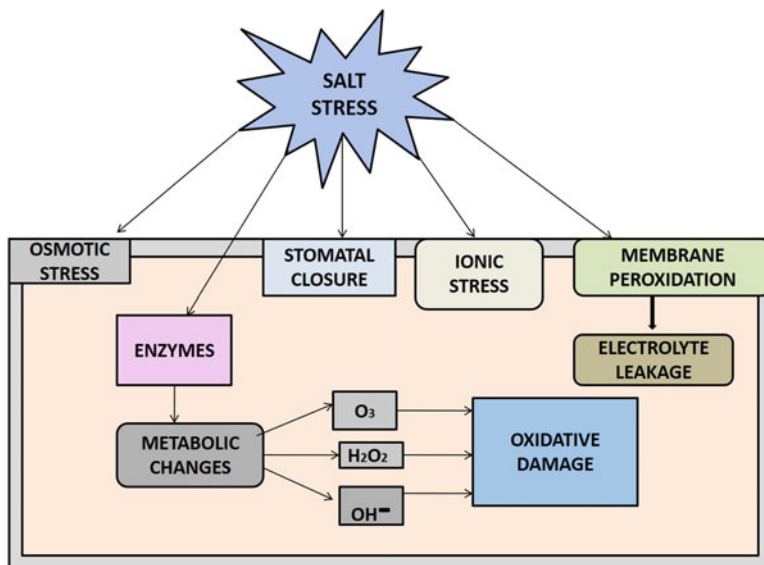 SALT
STRESS
OSMOTIC
STRESS
STOMATAL
CLOSURE
IONIC
STRESS
MEMBRANE
PEROXIDATION
ENZYMES
ELECTROLYTE
LEAKAGE
METABOLIC
CHANGES
O₃
H₂O₂
OH⁻
OXIDATIVE
DAMAGE